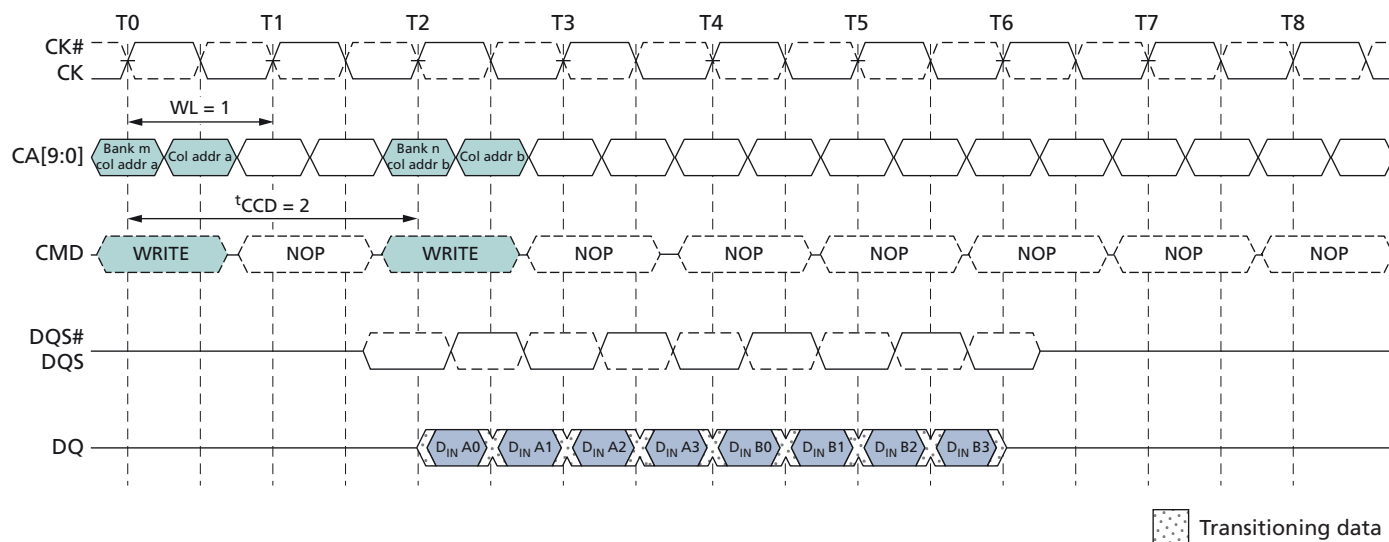 T0 T1 T2 T3 T4 T5 T6 T7 T8
CK#
CK
WL = 1
CA[9:0] Bank m col addr a Col addr a Bank n col addr b Col addr b
tCCD = 2
CMD WRITE NOP WRITE NOP NOP NOP NOP NOP NOP
DQS#
DQS
DQ DIN A0 DIN A1 DIN A2 DIN A3 DIN B0 DIN B1 DIN B2 DIN B3
Transitioning data